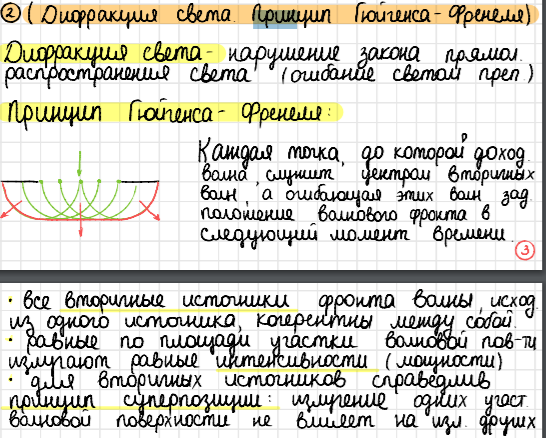 ② (Дифракция света. Принцип Гюйгенса-Френеля)
Дифракция света- нарушение закона прямол.
распространения света (огибание светом преп.)
Принцип Гюйгенса - Френеля:
Каждая точка, до которой доход.
волна, служит центром вторичных
волн, а огибающая этих волн зад.
положение волнового фронта в
следующий момент времени.
3
· все вторичные источники фронта волны, исход.
из одного источника, когерентны между собой.
· равные по площади участки волновой пов-ти
излучают равные интенсивности (мощности)
· для вторичных источников справедлив
принцип суперпозиции: излучение одних участ.
волновой поверхности не влияет на изл. других